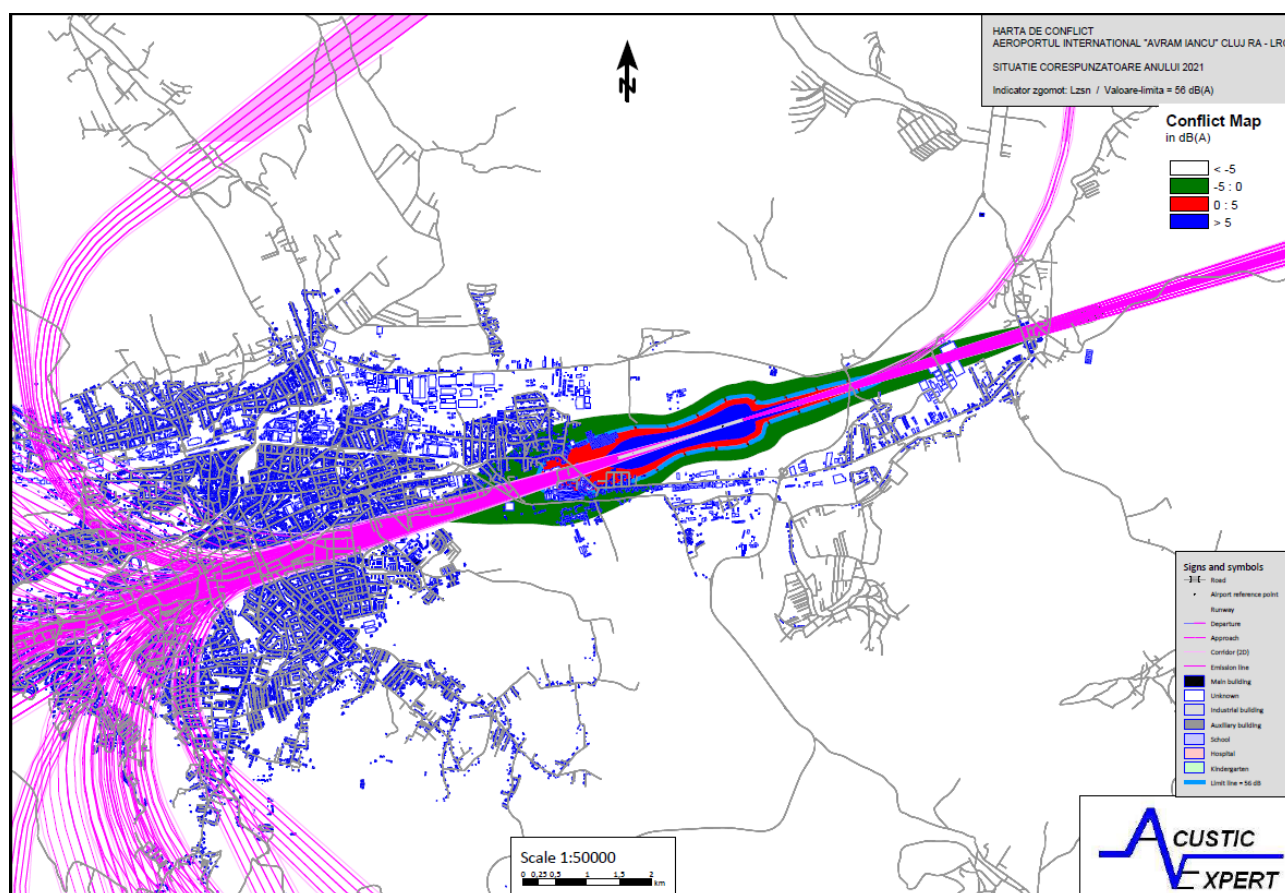 HARTA DE CONFLICT
AEROPORTUL INTERNATIONAL "AVRAM IANCU" CLUJ RA - LRC
SITUATIE CORESPUNZATOARE ANULUI 2021
Indicator zgomot: Lzsn / Valoare-limita = 56 dB(A)
N
Conflict Map
in dB(A)
< -5
-5 : 0
0 : 5
> 5
Signs and symbols
Road
Airport reference point
Runway
Departure
Approach
Corridor (2D)
Emission line
Main building
Unknown
Industrial building
Auxiliary building
School
Hospital
Kindergarten
Limit line = 56 dB
Scale 1:50000
0 0,25 0,5 1 1,5 2
km
ACUSTIC
EXPERT